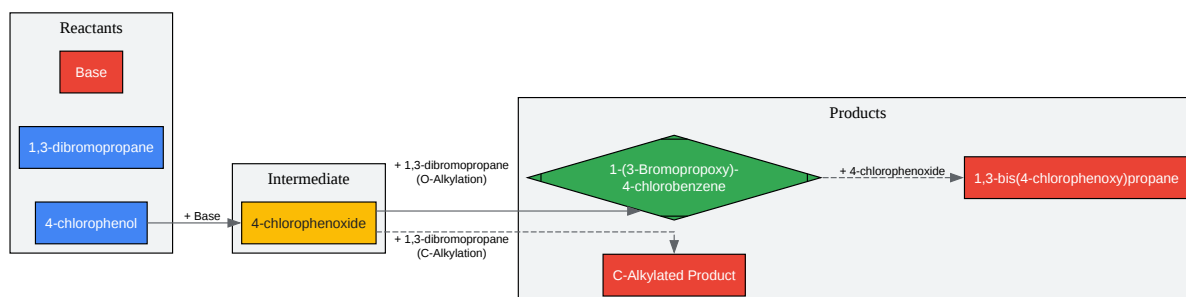 Reactants
Base
1,3-dibromopropane
4-chlorophenol
+ Base
Intermediate
4-chlorophenoxide
+ 1,3-dibromopropane
(O-Alkylation)
+ 1,3-dibromopropane
(C-Alkylation)
Products
1-(3-Bromopropoxy)-
4-chlorobenzene
+ 4-chlorophenoxide
1,3-bis(4-chlorophenoxy)propane
C-Alkylated Product